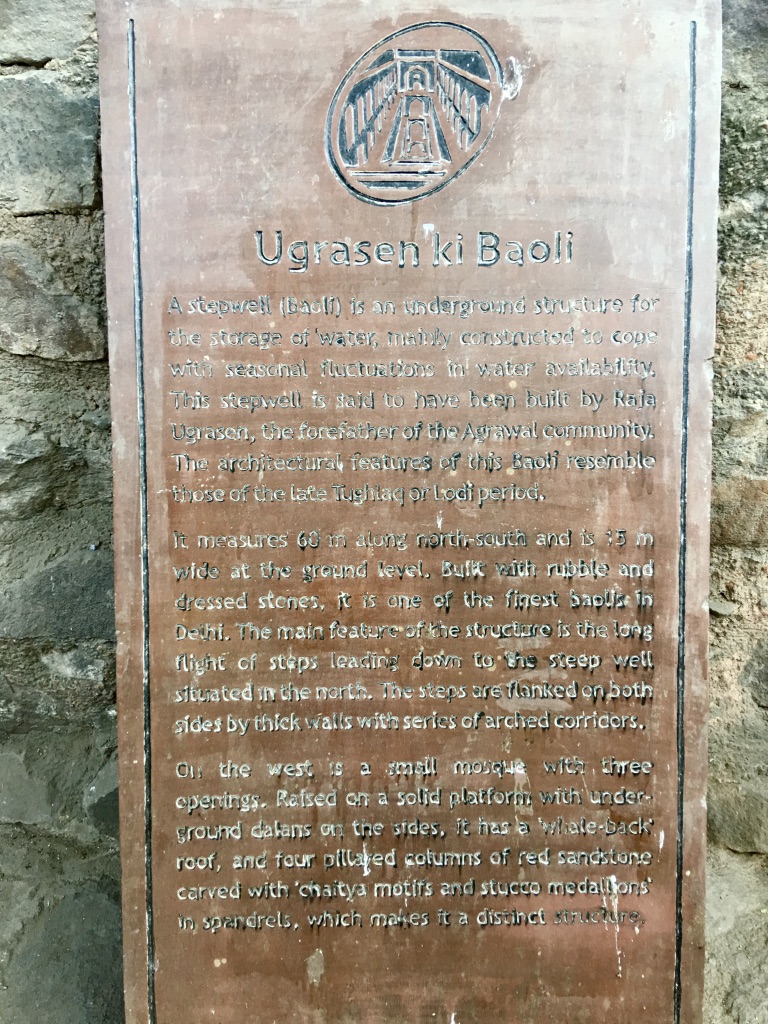 Ugrasen ki Baoli
A stepwell (Baoli) is an underground structure for
the storage of water, mainly constructed to cope
with seasonal fluctuations in water availability.
This stepwell is said to have been built by Raja
Ugrasen, the forefather of the Agrawal community.
The architectural features of this Baoli resemble
those of the late Tughlaq or Lodi period.
It measures 60 m along north-south and is 15 m
wide at the ground level. Built with rubble and
dressed stones, it is one of the finest baolis in
Delhi. The main feature of the structure is the long
flight of steps leading down to the steep well
situated in the north. The steps are flanked on both
sides by thick walls with series of arched corridors.
On the west is a small mosque with three
openings. Raised on a solid platform with under-
ground dalans on the sides, it has a 'whale-back'
roof, and four pillared columns of red sandstone
carved with 'chaitya motifs and stucco medallions'
in spandrels, which makes it a distinct structure.